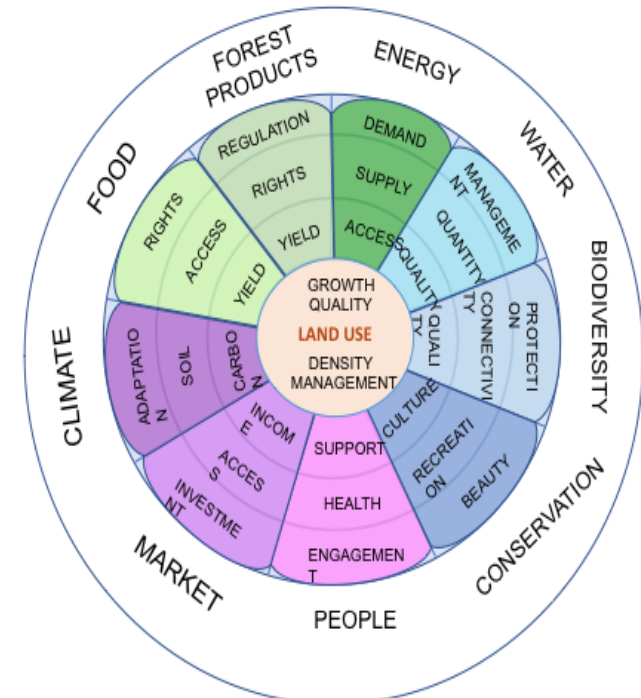 FOREST
PRODUCTS
ENERGY
WATER
BIODIVERSITY
CONSERVATION
PEOPLE
MARKET
CLIMATE
FOOD
REGULATION
RIGHTS
YIELD
DEMAND
SUPPLY
ACCESS
MANAGEME
NT
QUANTITY
QUALITY
PROTECTI
ON
CONNECTIVI
TY
QUALI
TY
BEAUTY
RECREATI
ON
CULTURE
SUPPORT
HEALTH
ENGAGEMEN
T
INCOM
E
ACCES
S
INVESTME
NT
CARBO
N
SOIL
ADAPTATIO
N
RIGHTS
ACCESS
YIELD
GROWTH
QUALITY
LAND USE
DENSITY
MANAGEMENT